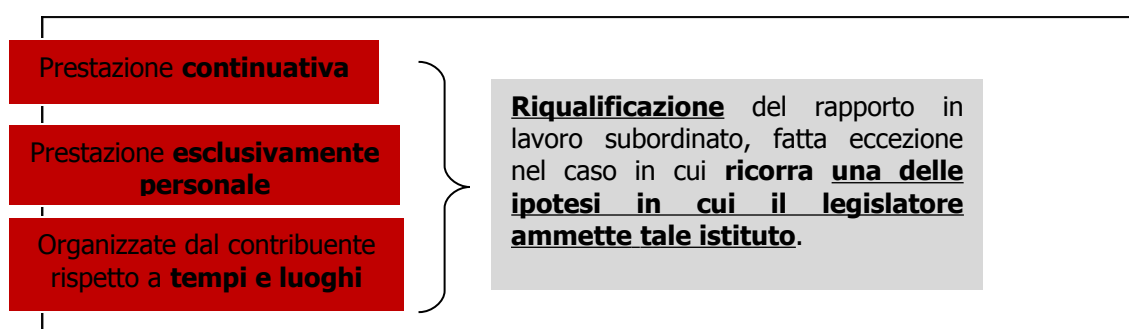 Prestazione continuativa
Prestazione esclusivamente
personale
Organizzate dal contribuente
rispetto a tempi e luoghi
Riqualificazione del rapporto in
lavoro subordinato, fatta eccezione
nel caso in cui ricorra una delle
ipotesi in cui il legislatore
ammette tale istituto.